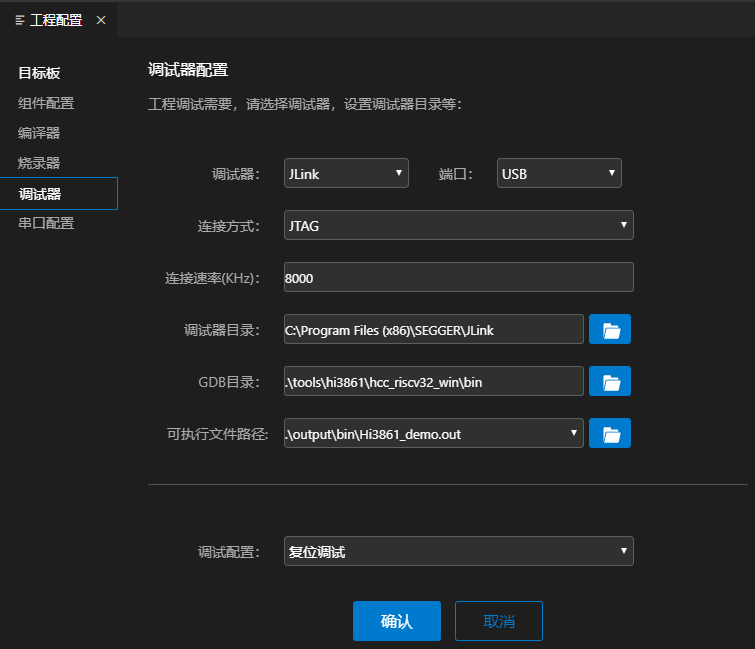 工程配置
目标板
组件配置
编译器
烧录器
调试器
串口配置
调试器配置
工程调试需要，请选择调试器，设置调试器目录等：
调试器： JLink 端口： USB
连接方式： JTAG
连接速率(KHz)： 8000
调试器目录： C:\Program Files (x86)\SEGGER\JLink
GDB目录： .\tools\hi3861\hcc_riscv32_win\bin
可执行文件路径: .\output\bin\Hi3861_demo.out
调试配置： 复位调试
确认 取消